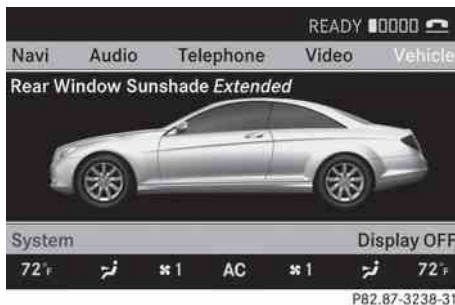 READY
Navi Audio Telephone Video Vehicle
Rear Window Sunshade Extended
System Display OFF
72°F 1 AC 1 72°F
P82.87-3238-31